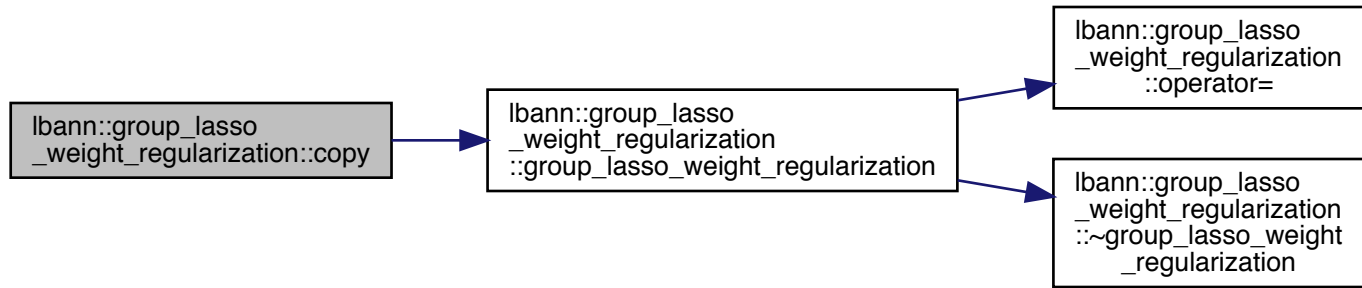 lbann::group_lasso
_weight_regularization::copy
lbann::group_lasso
_weight_regularization
::group_lasso_weight_regularization
lbann::group_lasso
_weight_regularization
::operator=
lbann::group_lasso
_weight_regularization
::~group_lasso_weight
_regularization